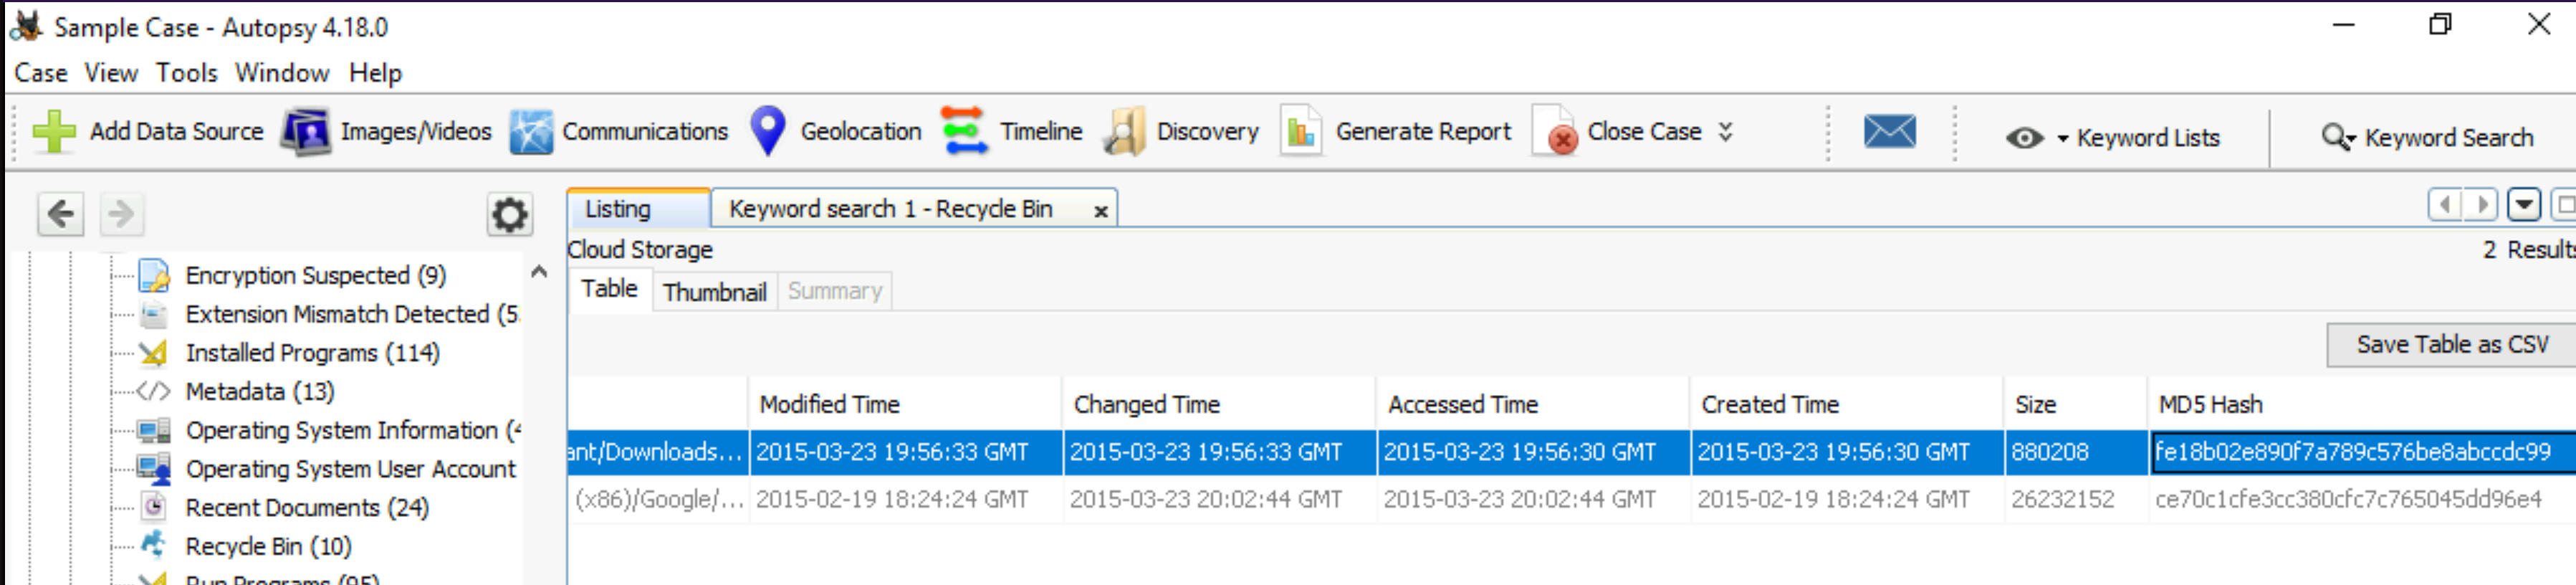 Sample Case - Autopsy 4.18.0
Case View Tools Window Help
Add Data Source Images/Videos Communications Geolocation Timeline Discovery Generate Report Close Case Keyword Lists Keyword Search
Listing Keyword search 1 - Recycle Bin x
Cloud Storage 2 Results
Table Thumbnail Summary
Save Table as CSV
Encryption Suspected (9)
Extension Mismatch Detected (5
Installed Programs (114)
Metadata (13)
Operating System Information (
Operating System User Account
Recent Documents (24)
Recycle Bin (10)
Run Programs (95)
Modified Time Changed Time Accessed Time Created Time Size MD5 Hash
ant/Downloads... 2015-03-23 19:56:33 GMT 2015-03-23 19:56:33 GMT 2015-03-23 19:56:30 GMT 2015-03-23 19:56:30 GMT 880208 fe18b02e890f7a789c576be8abccdc99
(x86)/Google/... 2015-02-19 18:24:24 GMT 2015-03-23 20:02:44 GMT 2015-03-23 20:02:44 GMT 2015-02-19 18:24:24 GMT 26232152 ce70c1cfe3cc380cfc7c765045dd96e4